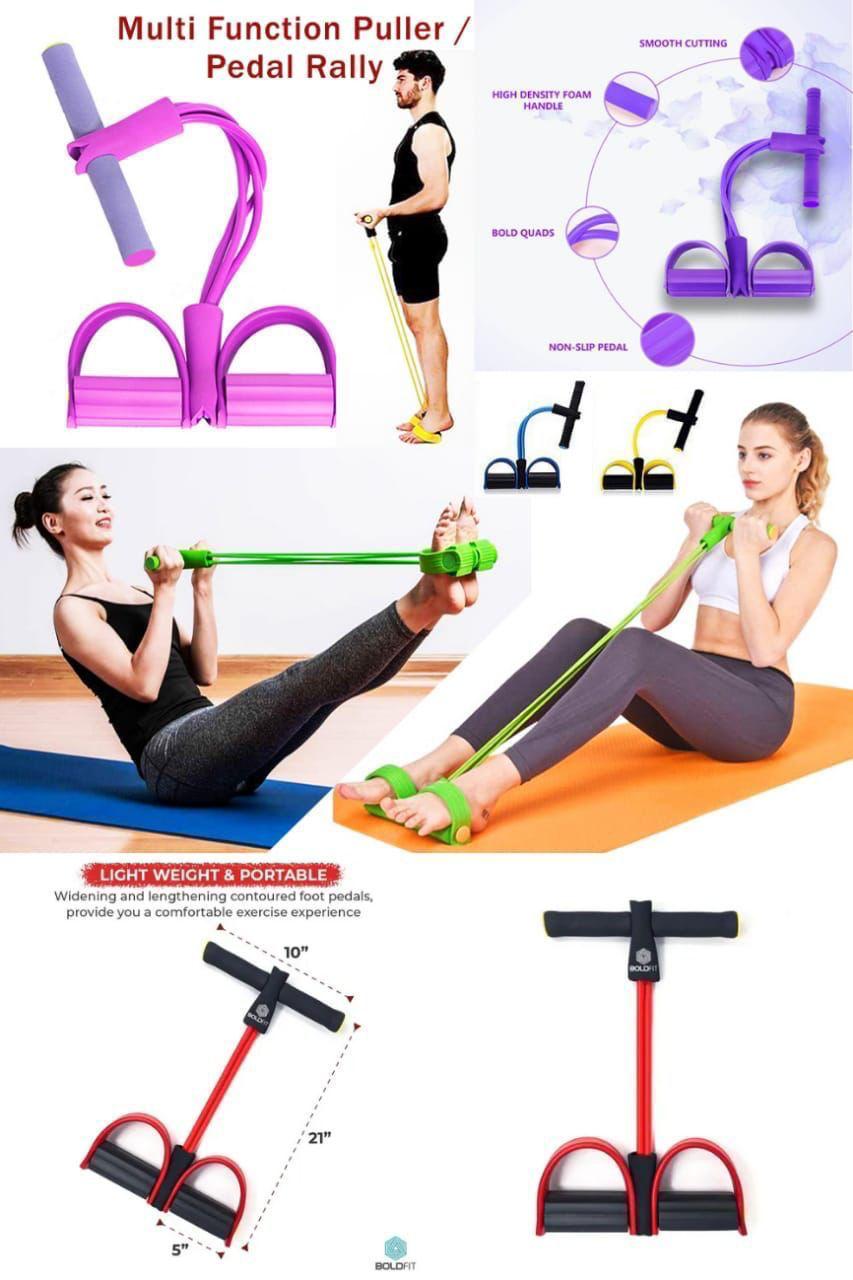 Multi Function Puller /
Pedal Rally
SMOOTH CUTTING
HIGH DENSITY FOAM
HANDLE
BOLD QUADS
NON-SLIP PEDAL
LIGHT WEIGHT & PORTABLE
Widening and lengthening contoured foot pedals,
provide you a comfortable exercise experience
10”
BOLDFIT
21”
5”
BOLDFIT
BOLDFIT